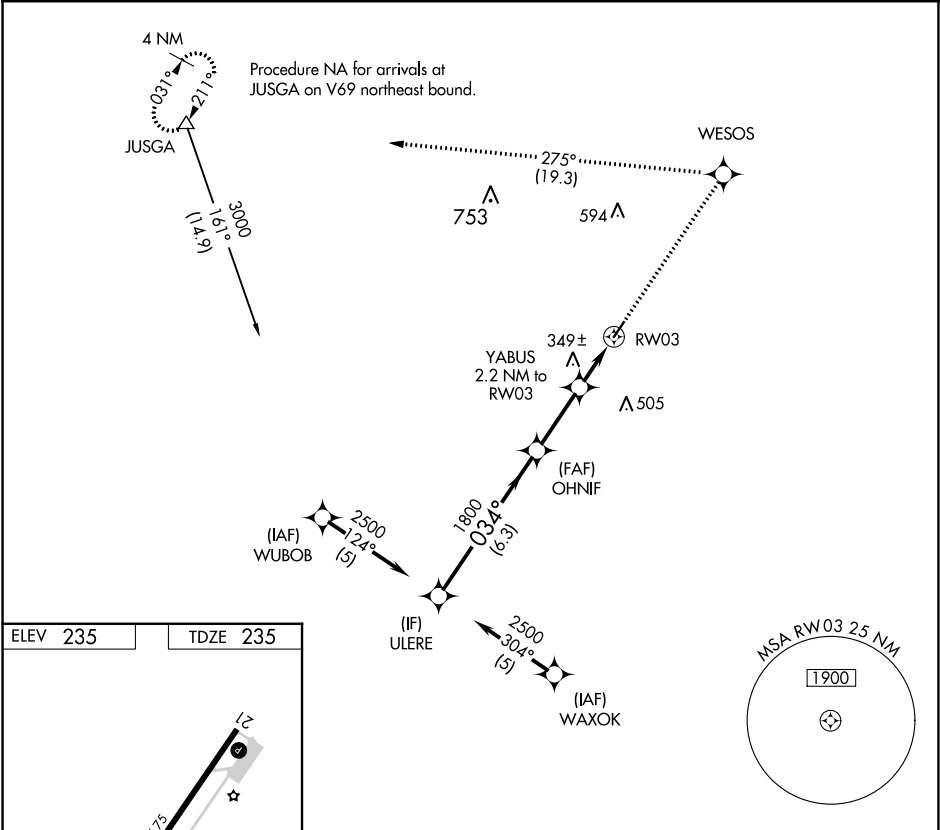 4 NM
031°
211°
JUSGA
Procedure NA for arrivals at
JUSGA on V69 northeast bound.
3000
161°
(14.9)
WESOS
275°
(19.3)
753
594
349±
RW03
YABUS
2.2 NM to
RW03
505
(FAF)
OHNIF
1800
034°
(6.3)
(IAF)
WUBOB
2500
124°
(5)
(IF)
ULERE
2500
304°
(5)
(IAF)
WAXOK
MSA RW03 25 NM
1900
ELEV 235
TDZE 235
21
P